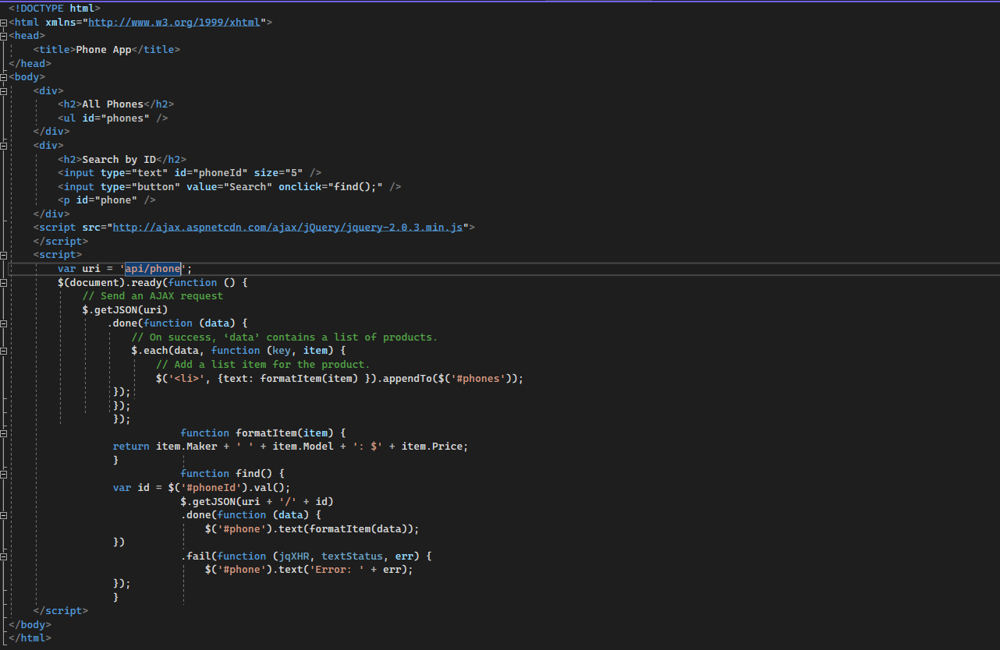 <!DOCTYPE html>
<html xmlns="http://www.w3.org/1999/xhtml">
<head>
    <title>Phone App</title>
</head>
<body>
    <div>
        <h2>All Phones</h2>
        <ul id="phones" />
    </div>
    <div>
        <h2>Search by ID</h2>
        <input type="text" id="phoneId" size="5" />
        <input type="button" value="Search" onclick="find();" />
        <p id="phone" />
    </div>
    <script src="http://ajax.aspnetcdn.com/ajax/jQuery/jquery-2.0.3.min.js">
    </script>
    <script>
        var uri = 'api/phone';
        $(document).ready(function () {
            // Send an AJAX request
            $.getJSON(uri)
                .done(function (data) {
                    // On success, ‘data’ contains a list of products.
                    $.each(data, function (key, item) {
                        // Add a list item for the product.
                        $('<li>', {text: formatItem(item) }).appendTo($('#phones'));
                 });
                 });
                 });
                            function formatItem(item) {
                 return item.Maker + ' ' + item.Model + ': $' + item.Price;
                 }
                            function find() {
                 var id = $('#phoneId').val();
                            $.getJSON(uri + '/' + id)
                            .done(function (data) {
                                $('#phone').text(formatItem(data));
                 })
                            .fail(function (jqXHR, textStatus, err) {
                                $('#phone').text('Error: ' + err);
                 });
                 }
    </script>
</body>
</html>